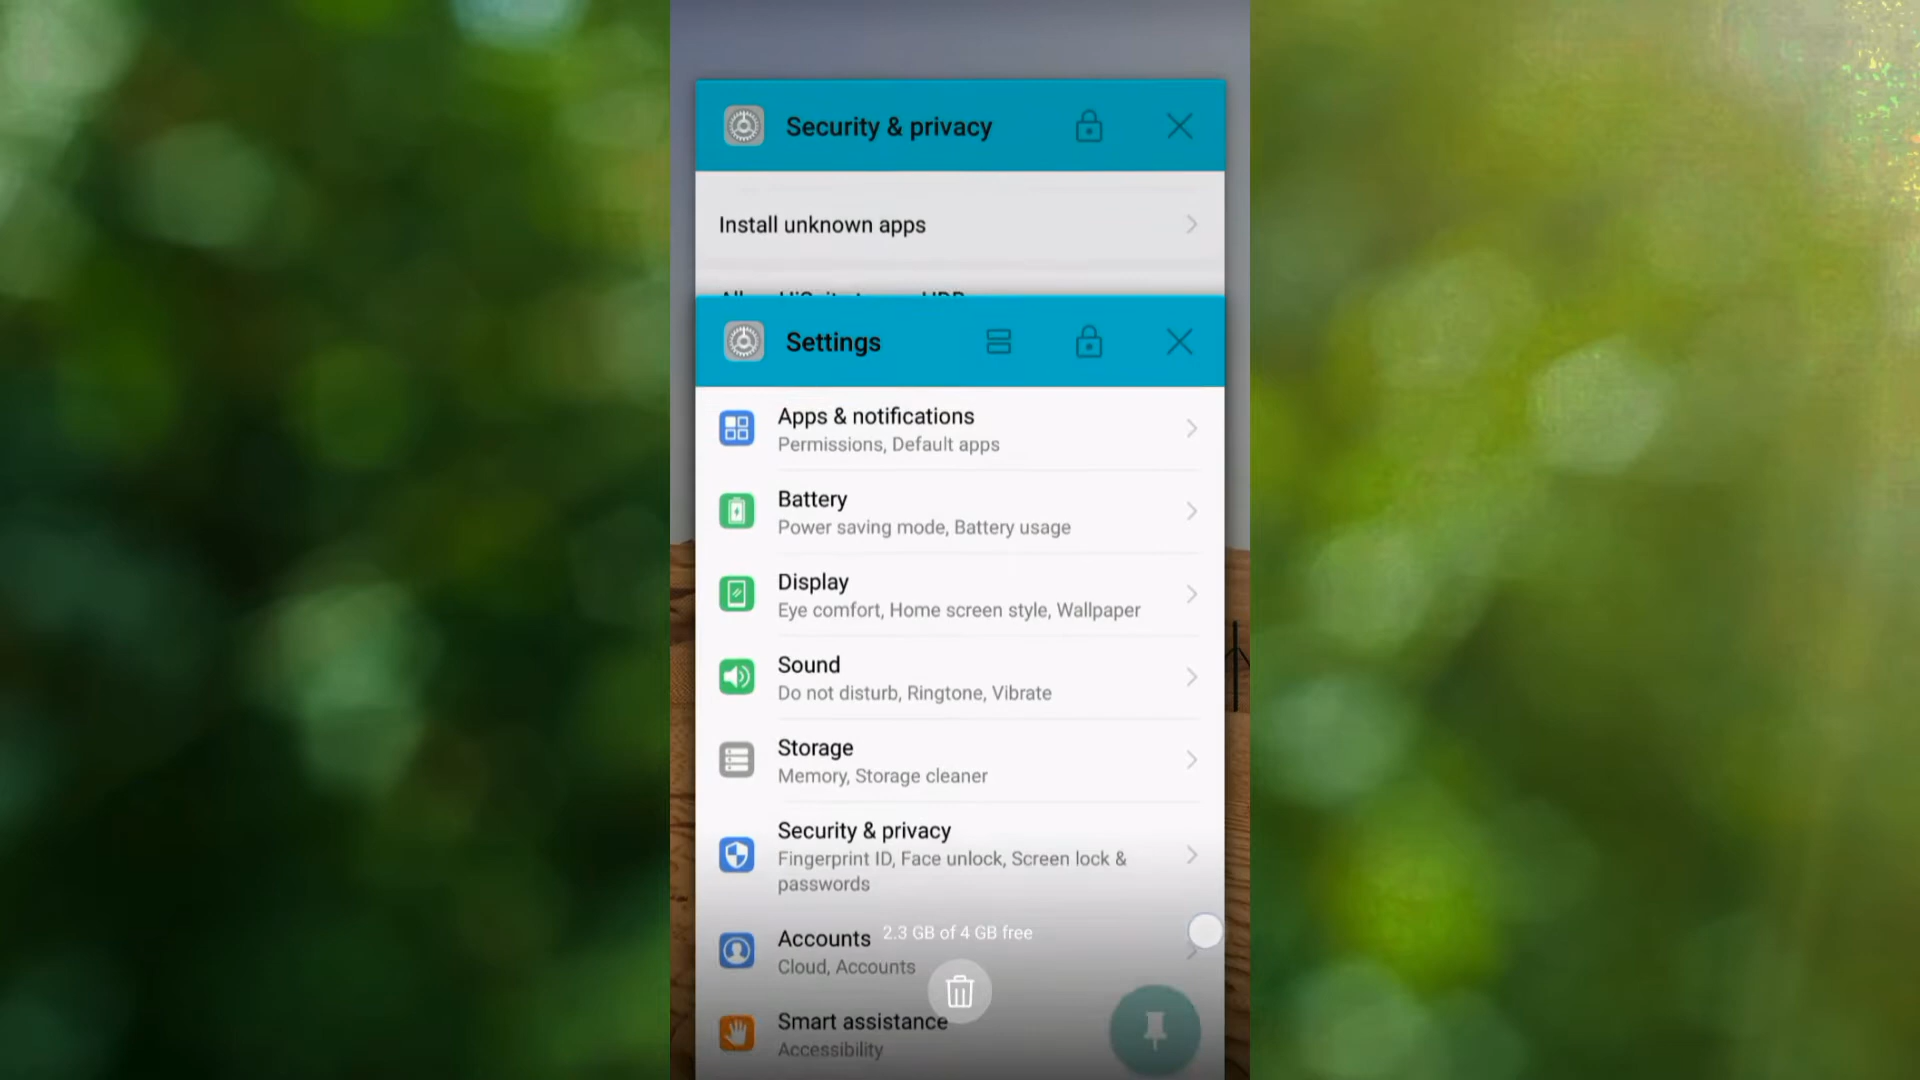 Security & privacy
Install unknown apps
Settings
Apps & notifications
Permissions, Default apps
Battery
Power saving mode, Battery usage
Display
Eye comfort, Home screen style, Wallpaper
Sound
Do not disturb, Ringtone, Vibrate
Storage
Memory, Storage cleaner
Security & privacy
Fingerprint ID, Face unlock, Screen lock &
passwords
2.3 GB of 4 GB free
Accounts
Cloud, Accounts
Smart assistance
Accessibility